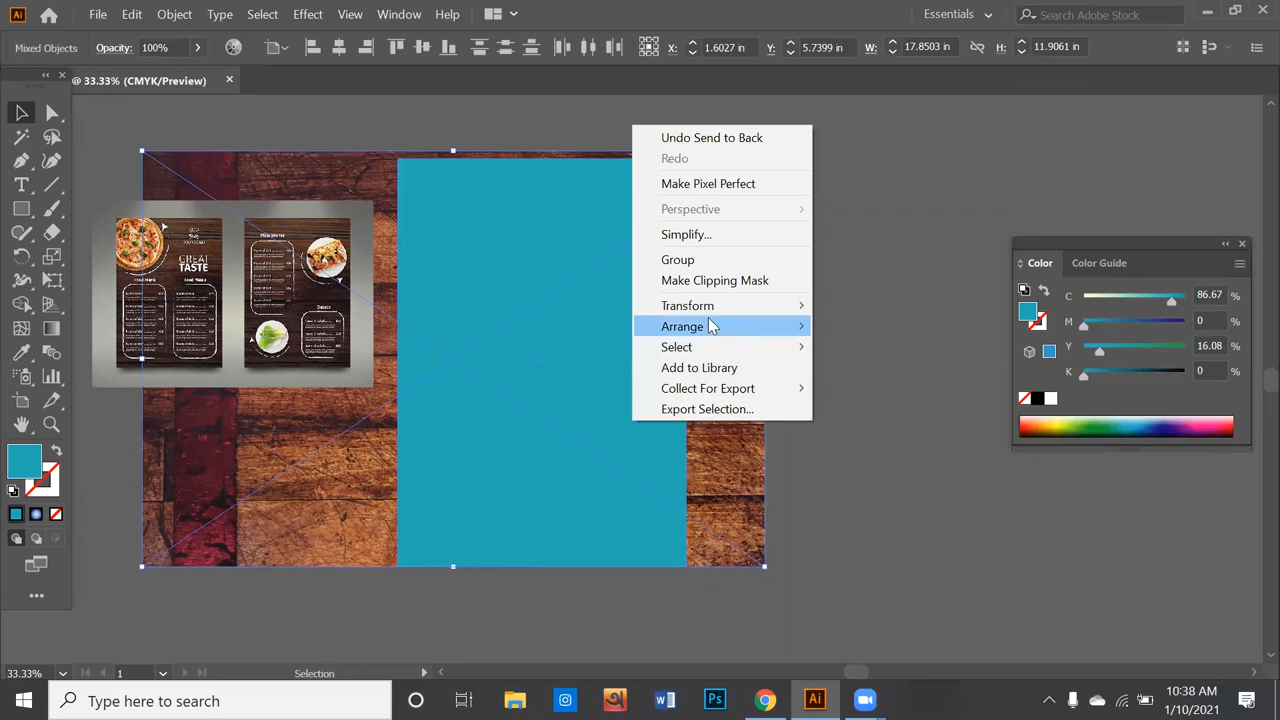 Ai File Edit Object Type Select Effect View Window Help Essentials Search Adobe Stock
Mixed Objects Opacity: 100% X: 1.6027 in Y: 5.7399 in W: 17.8503 in H: 11.9061 in
@ 33.33% (CMYK/Preview)
Undo Send to Back
Redo
Make Pixel Perfect
Perspective
Simplify...
Group
Make Clipping Mask
Transform
Arrange
Select
Add to Library
Collect For Export
Export Selection...
GREAT
TASTE
Color Color Guide
C 86.67 %
M 0 %
Y 16.08 %
K 0 %
33.33% 1 Selection
Type here to search
Ps Ai
10:38 AM
1/10/2021